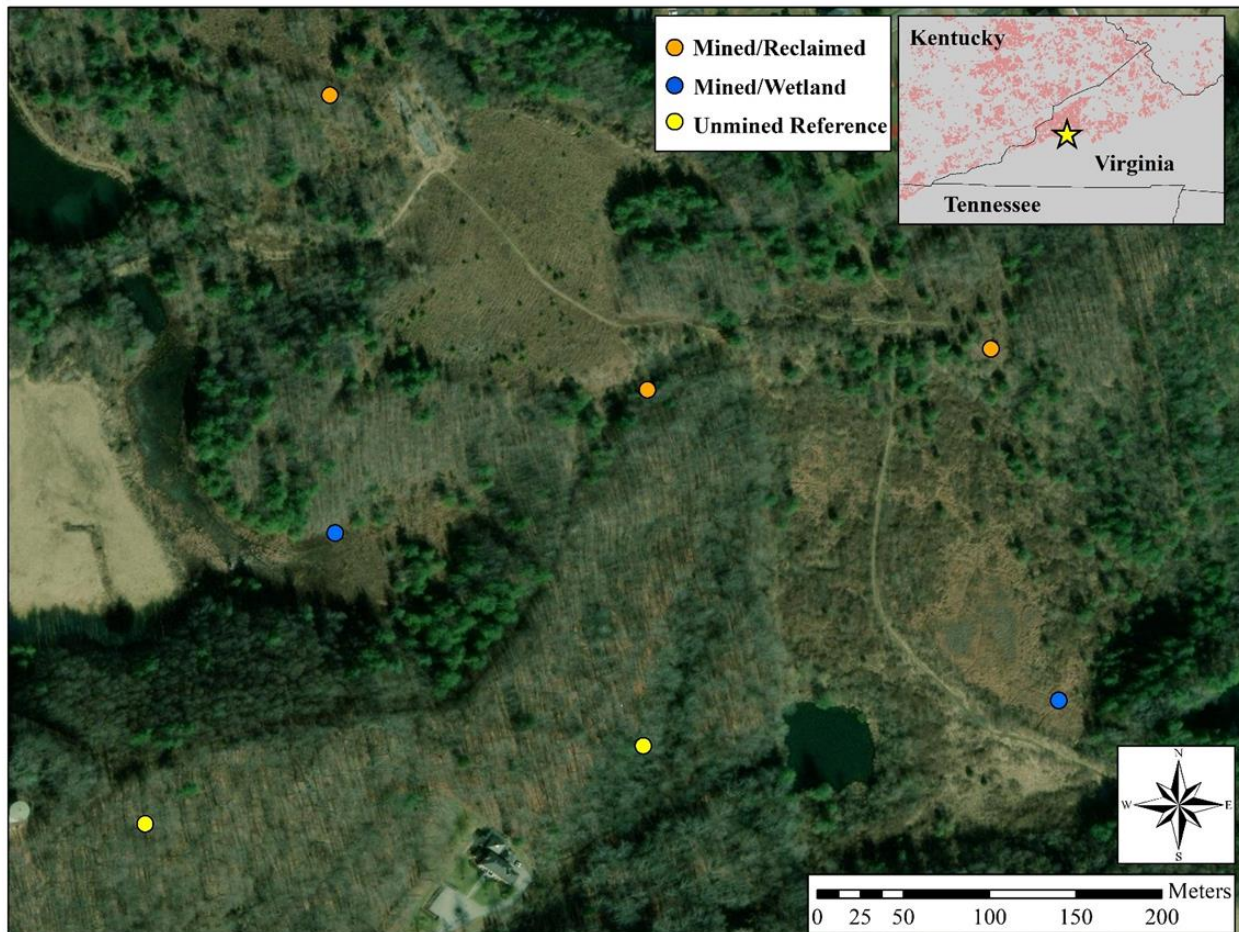 Mined/Reclaimed
Mined/Wetland
Unmined Reference
Kentucky
Virginia
Tennessee
N
W E
S
Meters
0 25 50 100 150 200